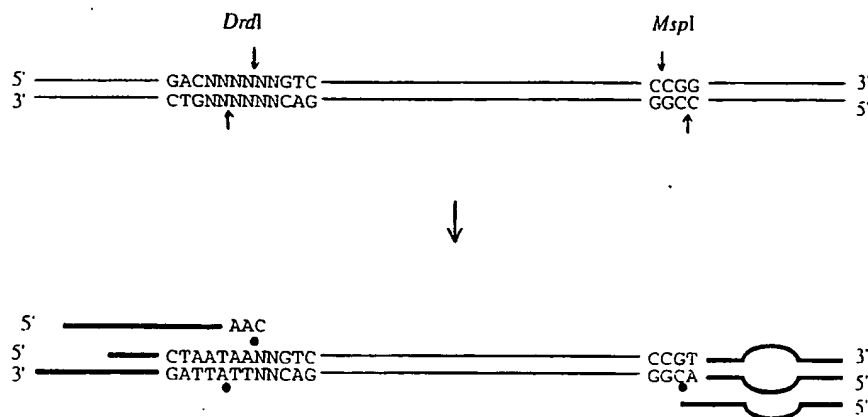 DrdI MspI
5' GACNNNNNNGTC CCGG 3'
3' CTGNNNNNNCAG GGCC 5'
5' AAC
5' CTAATAANNGTC CCGT 3'
3' GATTATTNNCAG GGCA 5'
5'